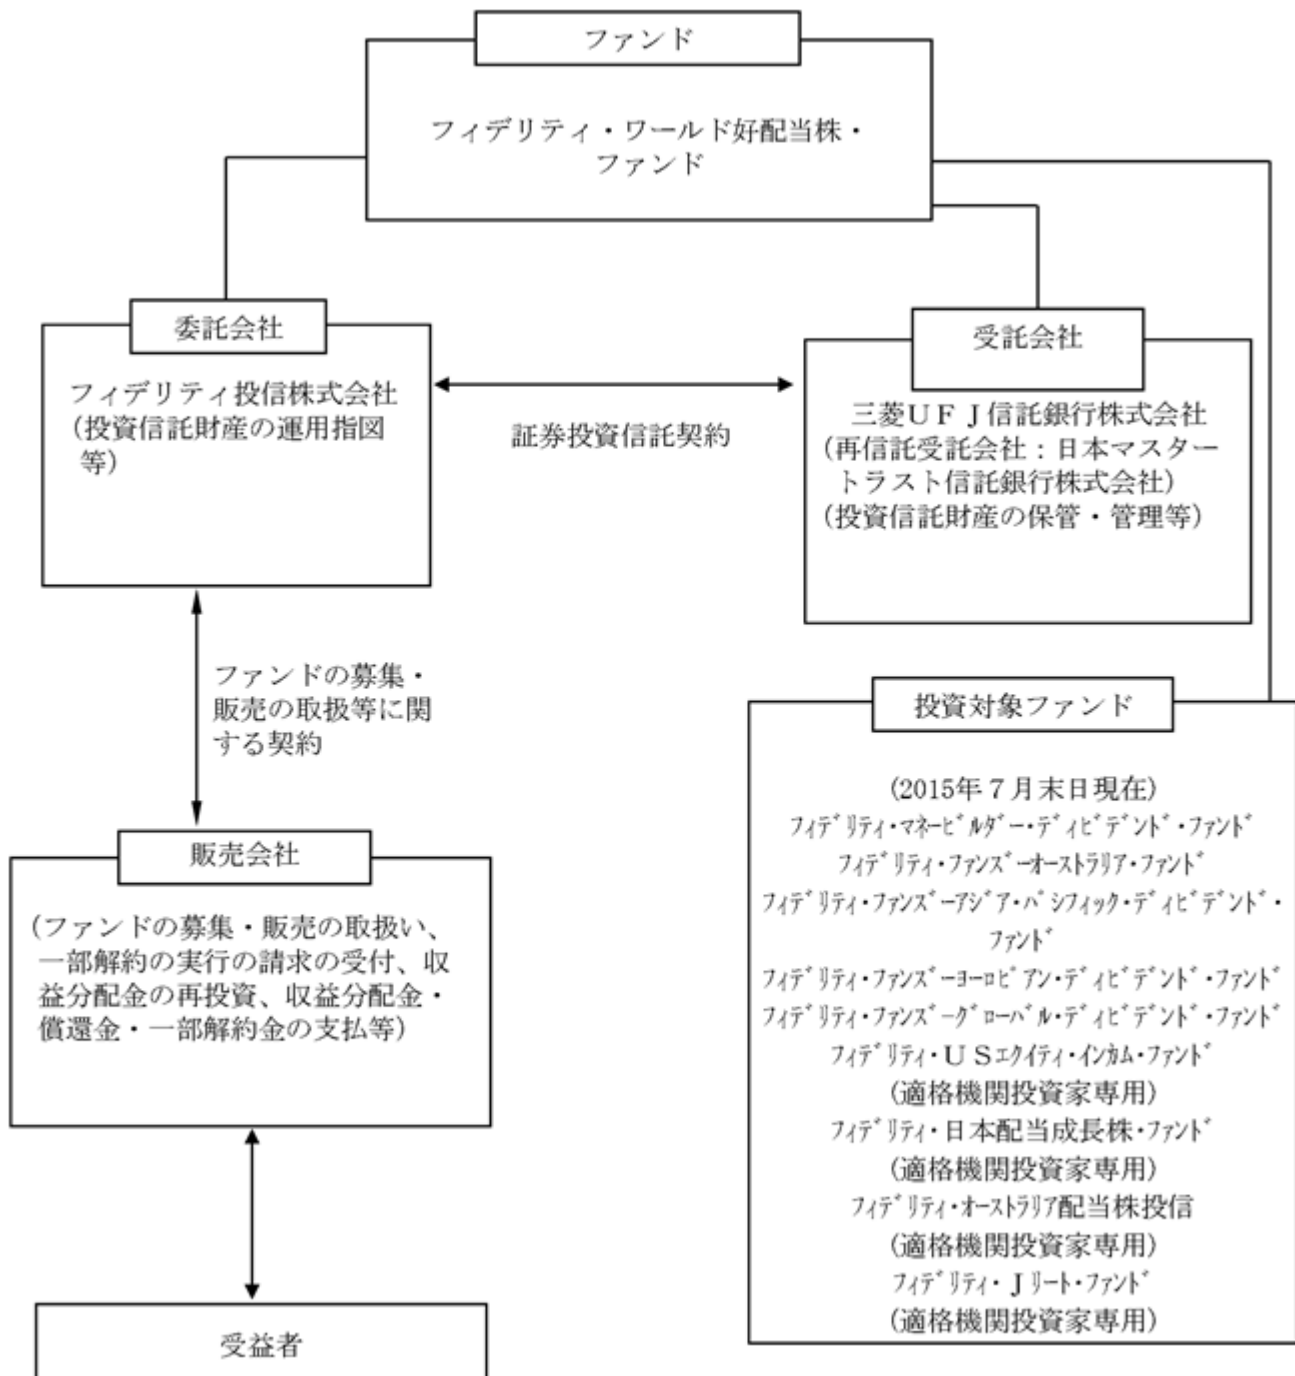 ファンド
フィデリティ・ワールド好配当株・
ファンド
委託会社
フィデリティ投信株式会社
(投資信託財産の運用指図
等)
証券投資信託契約
受託会社
三菱ＵＦＪ信託銀行株式会社
(再信託受託会社：日本マスター
トラスト信託銀行株式会社)
(投資信託財産の保管・管理等)
ファンドの募集・
販売の取扱等に関
する契約
販売会社
(ファンドの募集・販売の取扱い、
一部解約の実行の請求の受付、収
益分配金の再投資、収益分配金・
償還金・一部解約金の支払等)
受益者
投資対象ファンド
(2015年７月末日現在)
ﾌｨﾃﾞﾘﾃｨ・ﾏﾈｰﾋﾞﾙﾀﾞｰ・ﾃﾞｨﾋﾞﾃﾞﾝﾄﾞ・ﾌｧﾝﾄﾞ
ﾌｨﾃﾞﾘﾃｨ・ﾌｧﾝｽﾞｰｵｰｽﾄﾗﾘｱ・ﾌｧﾝﾄﾞ
ﾌｨﾃﾞﾘﾃｨ・ﾌｧﾝｽﾞｰｱｼﾞｱ・ﾊﾟｼﾌｨｯｸ・ﾃﾞｨﾋﾞﾃﾞﾝﾄﾞ・
ﾌｧﾝﾄﾞ
ﾌｨﾃﾞﾘﾃｨ・ﾌｧﾝｽﾞｰﾖｰﾛﾋﾟｱﾝ・ﾃﾞｨﾋﾞﾃﾞﾝﾄﾞ・ﾌｧﾝﾄﾞ
ﾌｨﾃﾞﾘﾃｨ・ﾌｧﾝｽﾞｰｸﾞﾛｰﾊﾞﾙ・ﾃﾞｨﾋﾞﾃﾞﾝﾄﾞ・ﾌｧﾝﾄﾞ
ﾌｨﾃﾞﾘﾃｨ・ＵＳｴｸｲﾃｨ・ｲﾝｶﾑ・ﾌｧﾝﾄﾞ
(適格機関投資家専用)
ﾌｨﾃﾞﾘﾃｨ・日本配当成長株・ﾌｧﾝﾄﾞ
(適格機関投資家専用)
ﾌｨﾃﾞﾘﾃｨ・ｵｰｽﾄﾗﾘｱ配当株投信
(適格機関投資家専用)
ﾌｨﾃﾞﾘﾃｨ・Ｊﾘｰﾄ・ﾌｧﾝﾄﾞ
(適格機関投資家専用)